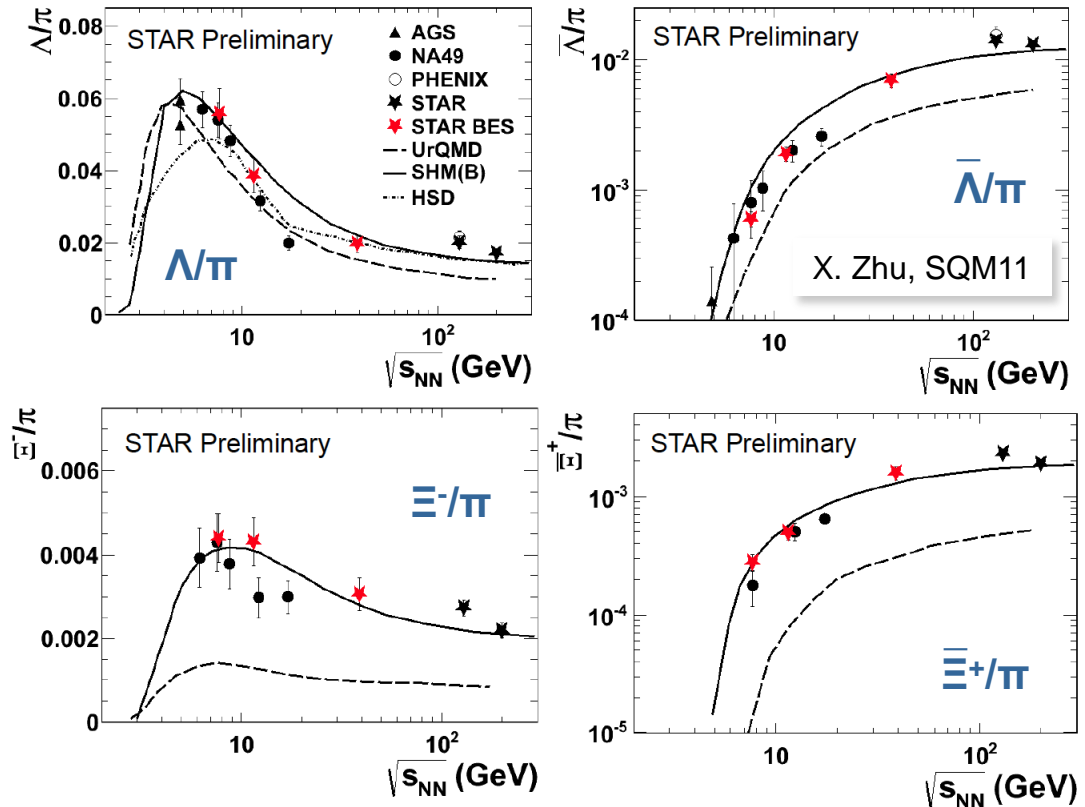 Λ/π
STAR Preliminary
0.08
0.06
0.04
0.02
0
AGS
NA49
PHENIX
STAR
STAR BES
UrQMD
SHM(B)
HSD
Λ/π
10
10²
√sNN (GeV)
Λ̅/π
STAR Preliminary
10⁻²
10⁻³
10⁻⁴
Λ̅/π
X. Zhu, SQM11
10
10²
√sNN (GeV)
Ξ⁻/π
STAR Preliminary
0.006
0.004
0.002
0
Ξ⁻/π
10
10²
√sNN (GeV)
Ξ̅⁺/π
STAR Preliminary
10⁻³
10⁻⁴
10⁻⁵
Ξ̅⁺/π
10
10²
√sNN (GeV)